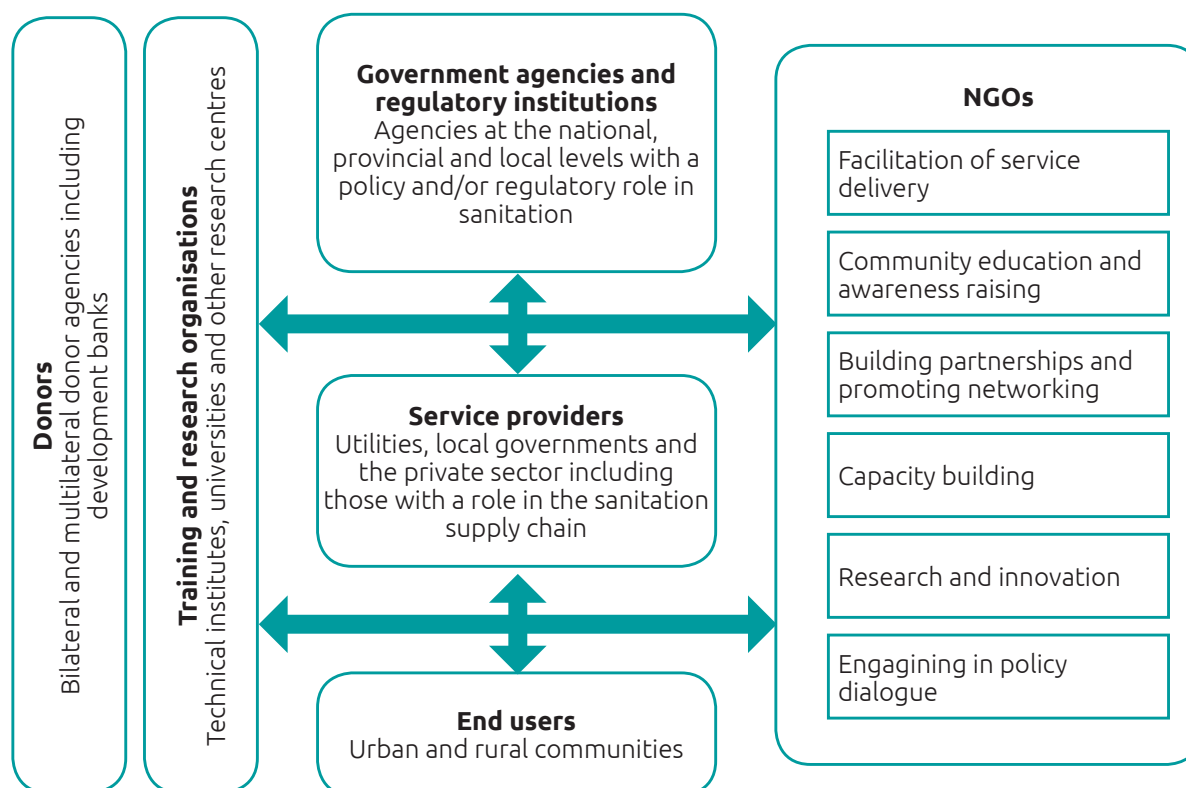 Donors
Bilateral and multilateral donor agencies including
development banks
Training and research organisations
Technical institutes, universities and other research centres
Government agencies and
regulatory institutions
Agencies at the national,
provincial and local levels with a
policy and/or regulatory role in
sanitation
Service providers
Utilities, local governments and
the private sector including
those with a role in the sanitation
supply chain
End users
Urban and rural communities
NGOs
Facilitation of service
delivery
Community education and
awareness raising
Building partnerships and
promoting networking
Capacity building
Research and innovation
Engagining in policy
dialogue